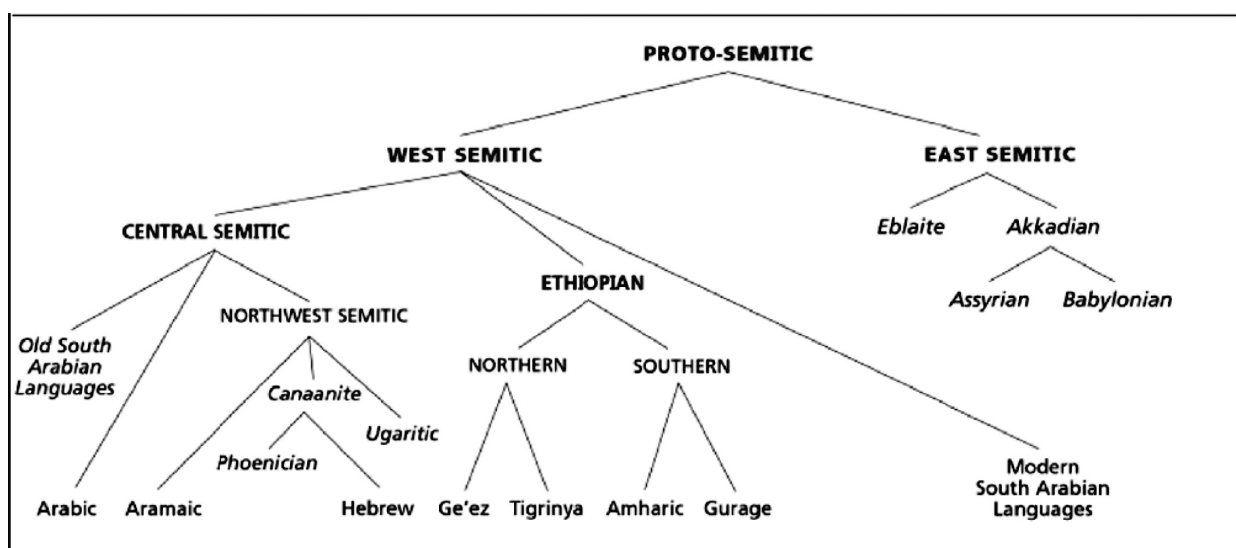 PROTO-SEMITIC
WEST SEMITIC
EAST SEMITIC
CENTRAL SEMITIC
Eblaite
Akkadian
ETHIOPIAN
Assyrian
Babylonian
NORTHWEST SEMITIC
Old South
Arabian
Languages
NORTHERN
SOUTHERN
Canaanite
Ugaritic
Phoenician
Modern
South Arabian
Languages
Arabic
Aramaic
Hebrew
Ge'ez
Tigrinya
Amharic
Gurage